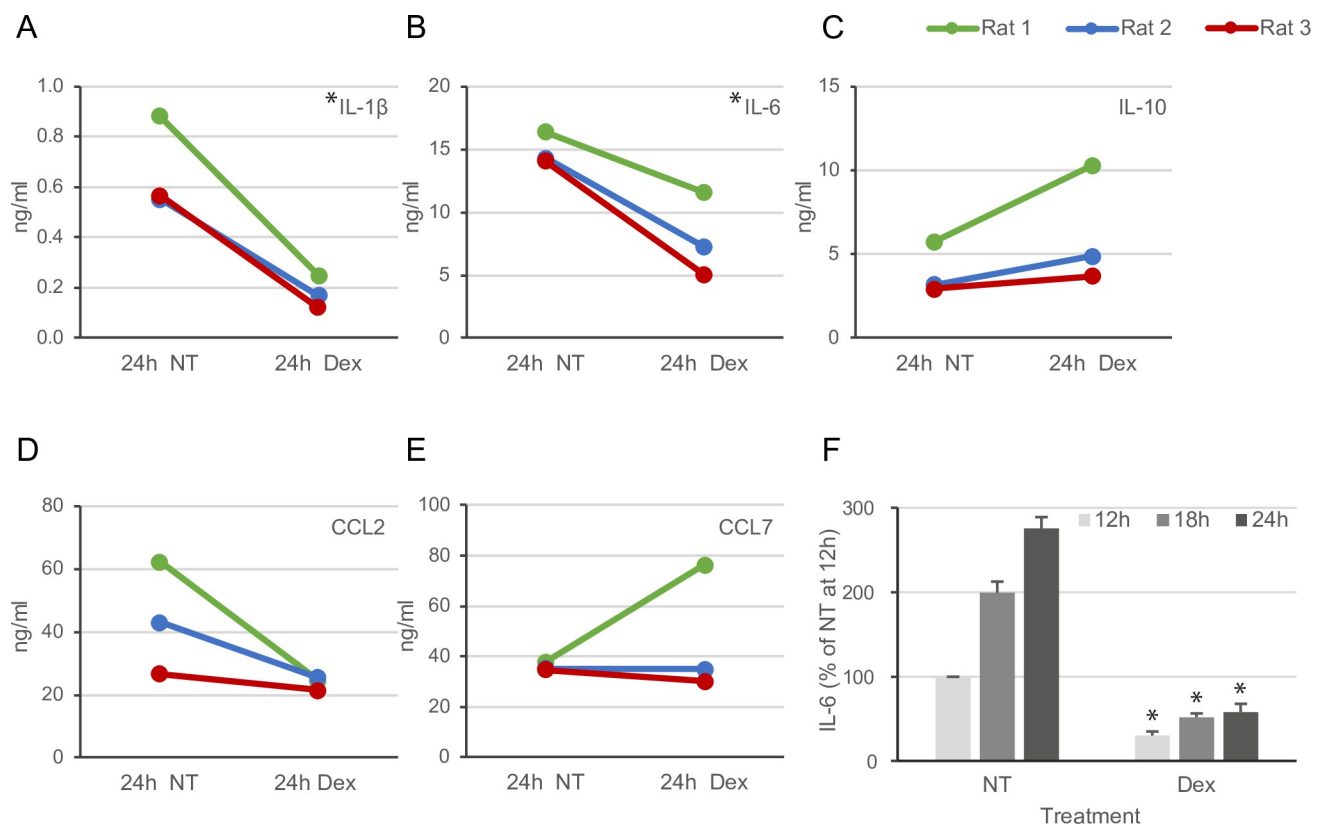 A
B
C
Rat 1
Rat 2
Rat 3
1.0
0.8
0.6
0.4
0.2
0.0
ng/ml
*IL-1β
24h NT
24h Dex
20
15
10
5
0
ng/ml
*IL-6
24h NT
24h Dex
15
10
5
0
ng/ml
IL-10
24h NT
24h Dex
D
E
F
80
60
40
20
0
ng/ml
CCL2
24h NT
24h Dex
100
80
60
40
20
0
ng/ml
CCL7
24h NT
24h Dex
300
200
100
0
IL-6 (% of NT at 12h)
12h
18h
24h
* * *
NT
Dex
Treatment